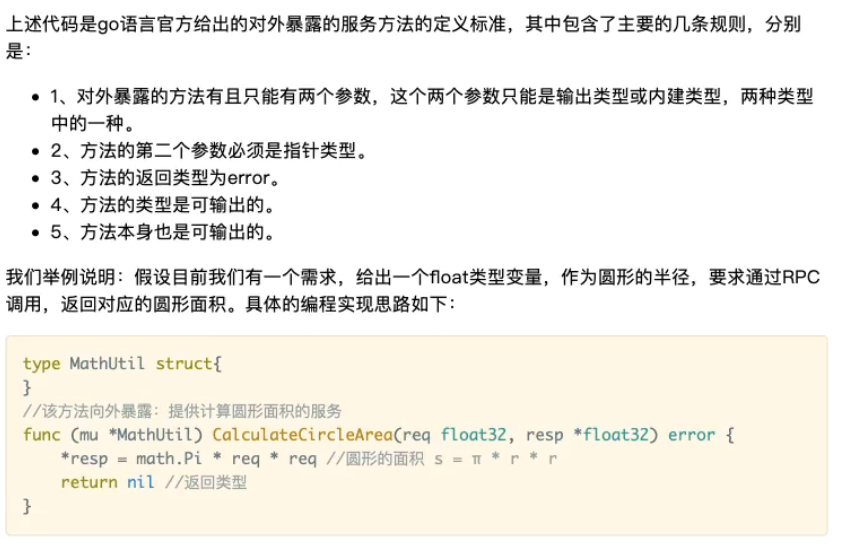 上述代码是go语言官方给出的对外暴露的服务方法的定义标准，其中包含了主要的几条规则，分别
是：
• 1、对外暴露的方法有且只能有两个参数，这个两个参数只能是输出类型或内建类型，两种类型
中的一种。
• 2、方法的第二个参数必须是指针类型。
• 3、方法的返回类型为error。
• 4、方法的类型是可输出的。
• 5、方法本身也是可输出的。
我们举例说明：假设目前我们有一个需求，给出一个float类型变量，作为圆形的半径，要求通过RPC
调用，返回对应的圆形面积。具体的编程实现思路如下：
type MathUtil struct{
}
//该方法向外暴露：提供计算圆形面积的服务
func (mu *MathUtil) CalculateCircleArea(req float32, resp *float32) error {
    *resp = math.Pi * req * req //圆形的面积 s = π * r * r
    return nil //返回类型
}